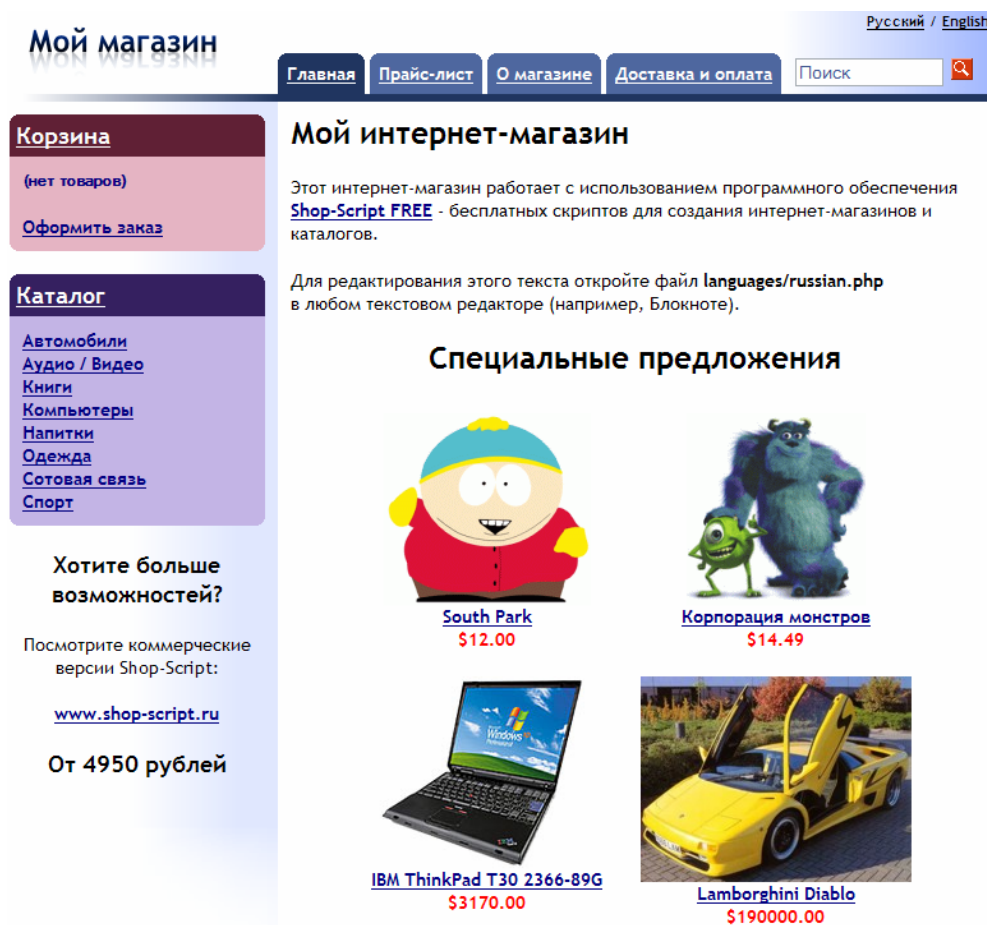 Русский / English
Мой магазин
Главная
Прайс-лист
О магазине
Доставка и оплата
Поиск
Корзина
(нет товаров)
Оформить заказ
Каталог
Автомобили
Аудио / Видео
Книги
Компьютеры
Напитки
Одежда
Сотовая связь
Спорт
Хотите больше
возможностей?
Посмотрите коммерческие
версии Shop-Script:
www.shop-script.ru
От 4950 рублей
Мой интернет-магазин
Этот интернет-магазин работает с использованием программного обеспечения
Shop-Script FREE - бесплатных скриптов для создания интернет-магазинов и
каталогов.
Для редактирования этого текста откройте файл languages/russian.php
в любом текстовом редакторе (например, Блокноте).
Специальные предложения
South Park
$12.00
Корпорация монстров
$14.49
Windows
IBM ThinkPad T30 2366-89G
$3170.00
Lamborghini Diablo
$190000.00